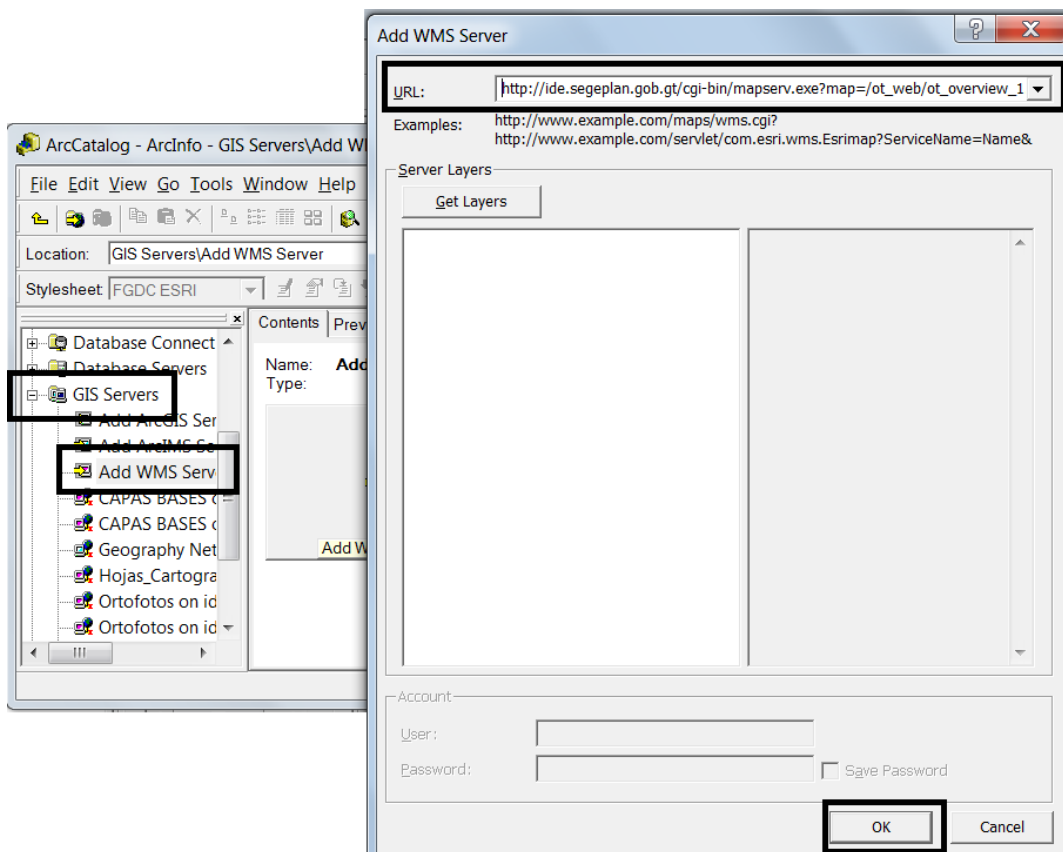 ArcCatalog - ArcInfo - GIS Servers\Add W
File Edit View Go Tools Window Help
Location: GIS Servers\Add WMS Server
Stylesheet: FGDC ESRI
Database Connect
Database Servers
GIS Servers
Add ArcGIS Ser
Add ArcIMS Se
Add WMS Serv
CAPAS BASES
CAPAS BASES
Geography Net
Hojas_Cartogra
Ortofotos on id
Ortofotos on id
Contents Prev
Name: Add
Type:
Add W
Add WMS Server
URL: http://ide.segeplan.gob.gt/cgi-bin/mapserv.exe?map=/ot_web/ot_overview_1
Examples: http://www.example.com/maps/wms.cgi?
http://www.example.com/servlet/com.esri.wms.Esrimap?ServiceName=Name&
Server Layers
Get Layers
Account
User:
Password:
Save Password
OK Cancel